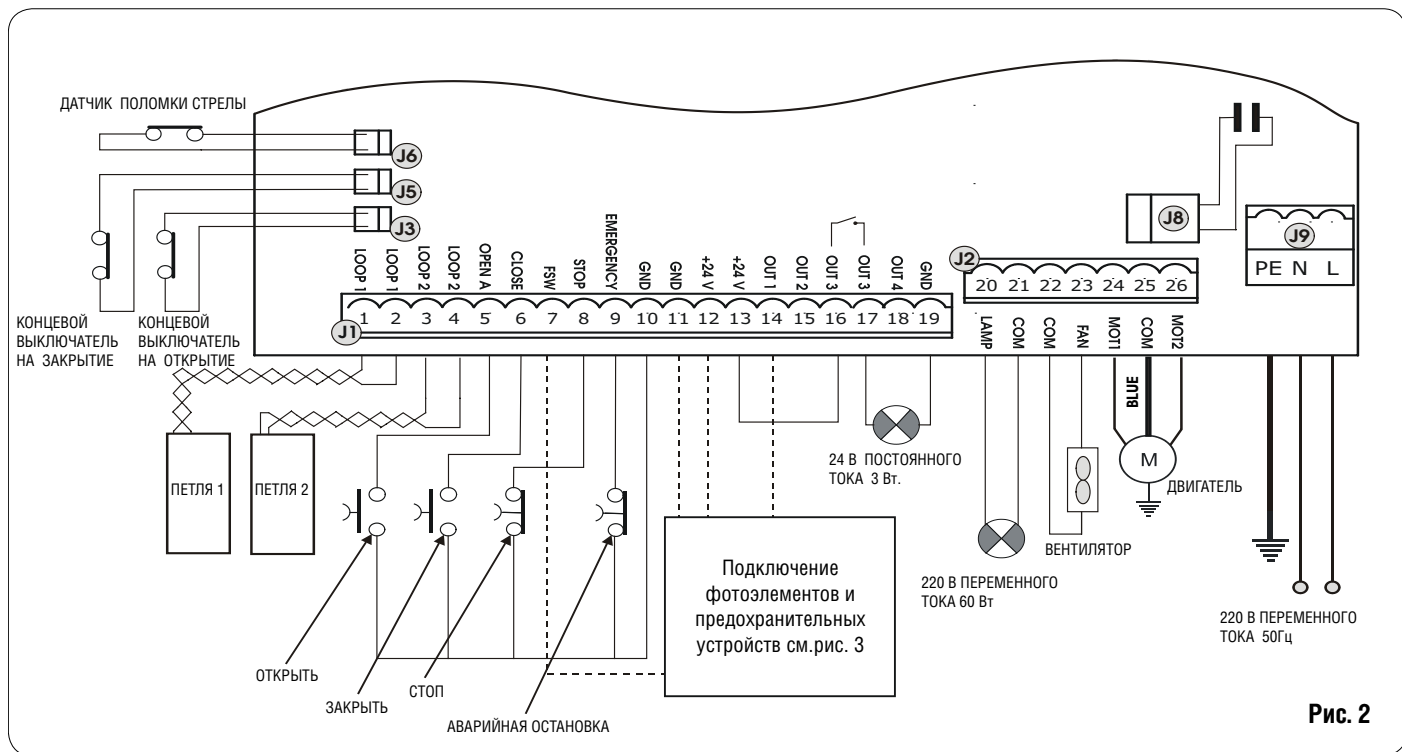 ДАТЧИК ПОЛОМКИ СТРЕЛЫ
J6
J5
J3
J8
J9
PE N L
КОНЦЕВОЙ
ВЫКЛЮЧАТЕЛЬ
НА ЗАКРЫТИЕ
КОНЦЕВОЙ
ВЫКЛЮЧАТЕЛЬ
НА ОТКРЫТИЕ
LOOP 1
LOOP 1
LOOP 2
LOOP 2
OPEN A
CLOSE
FSW
STOP
EMERGENCY
GND
GND
+24 V
+24 V
OUT 1
OUT 2
OUT 3
OUT 3
OUT 4
GND
J1
1 2 3 4 5 6 7 8 9 10 11 12 13 14 15 16 17 18 19
J2
20 21 22 23 24 25 26
LAMP
COM
COM
FAN
MOT1
COM
MOT2
BLUE
M
ДВИГАТЕЛЬ
ПЕТЛЯ 1
ПЕТЛЯ 2
24 В ПОСТОЯННОГО
ТОКА 3 Вт.
ВЕНТИЛЯТОР
220 В ПЕРЕМЕННОГО
ТОКА 60 Вт
220 В ПЕРЕМЕННОГО
ТОКА 50Гц
Подключение
фотоэлементов и
предохранительных
устройств см.рис. 3
ОТКРЫТЬ
ЗАКРЫТЬ
СТОП
АВАРИЙНАЯ ОСТАНОВКА
Рис. 2